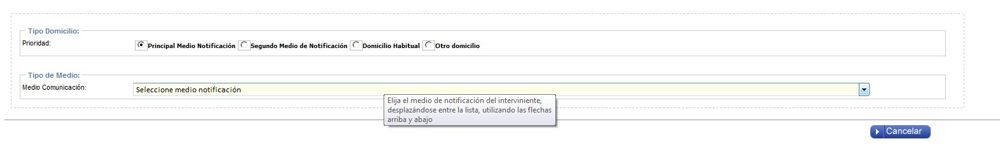 Tipo Domicilio:
Prioridad:
Principal Medio Notificación Segundo Medio de Notificación Domicilio Habitual Otro domicilio
Tipo de Medio:
Medio Comunicación:
Seleccione medio notificación
Elija el medio de notificación del interviniente,
desplazándose entre la lista, utilizando las flechas
arriba y abajo
Cancelar